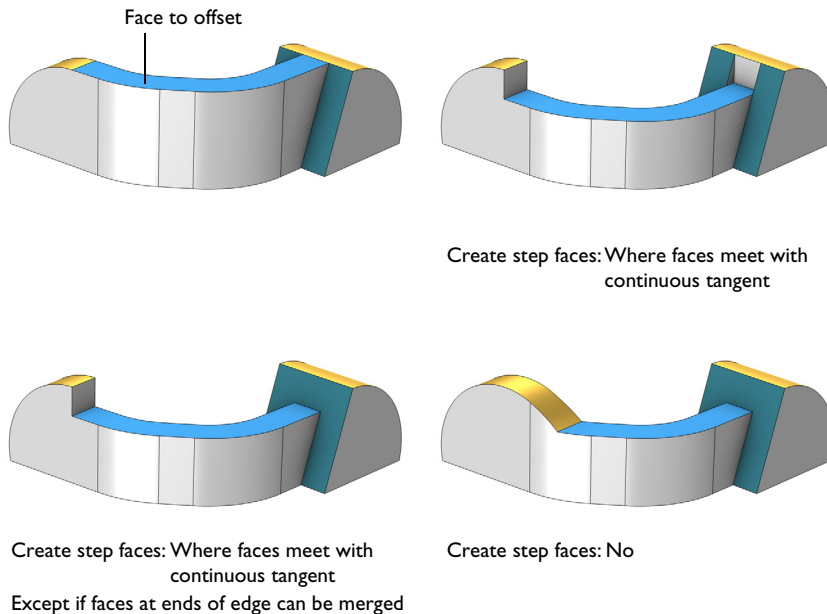 Face to offset
Create step faces: Where faces meet with
continuous tangent
Create step faces: Where faces meet with
continuous tangent
Except if faces at ends of edge can be merged
Create step faces: No